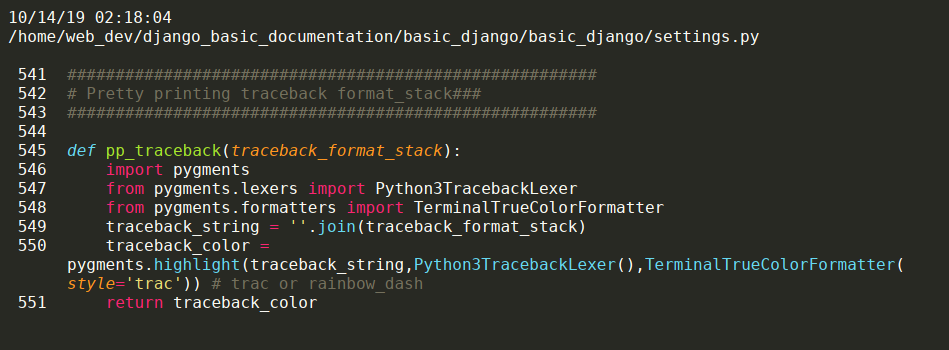 10/14/19 02:18:04
/home/web_dev/django_basic_documentation/basic_django/basic_django/settings.py
541 #######################################################
542 # Pretty printing traceback format_stack###
543 #######################################################
544
545 def pp_traceback(traceback_format_stack):
546     import pygments
547     from pygments.lexers import Python3TracebackLexer
548     from pygments.formatters import TerminalTrueColorFormatter
549     traceback_string = ''.join(traceback_format_stack)
550     traceback_color =
pygments.highlight(traceback_string,Python3TracebackLexer(),TerminalTrueColorFormatter(
style='trac')) # trac or rainbow_dash
551     return traceback_color